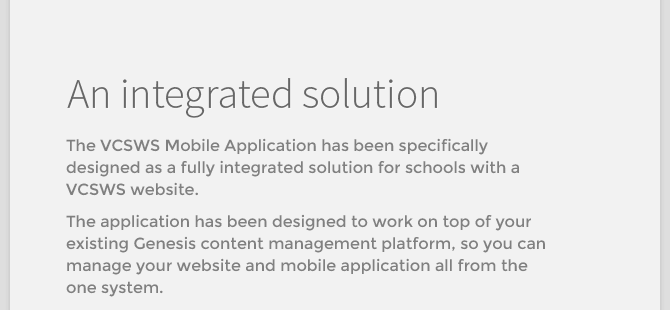 An integrated solution
The VCSWS Mobile Application has been specifically
designed as a fully integrated solution for schools with a
VCSWS website.
The application has been designed to work on top of your
existing Genesis content management platform, so you can
manage your website and mobile application all from the
one system.